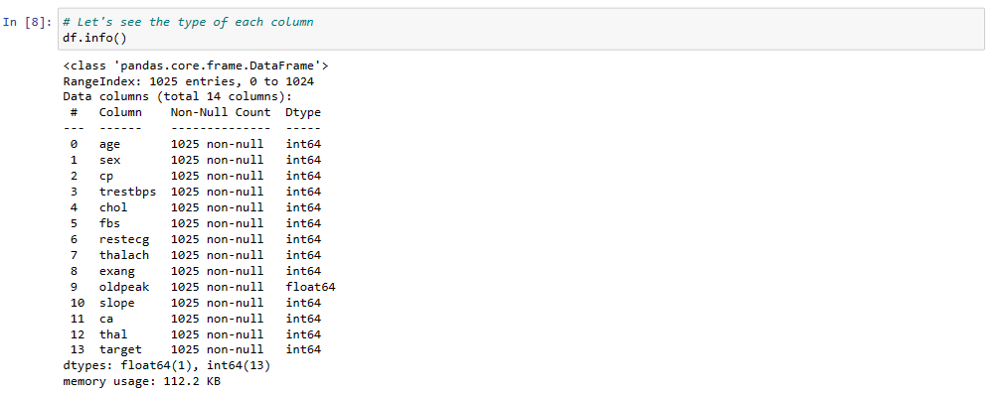 In [8]: # Let's see the type of each column
df.info()
<class 'pandas.core.frame.DataFrame'>
RangeIndex: 1025 entries, 0 to 1024
Data columns (total 14 columns):
 #   Column    Non-Null Count  Dtype
---  ------    --------------  -----
 0   age       1025 non-null   int64
 1   sex       1025 non-null   int64
 2   cp        1025 non-null   int64
 3   trestbps  1025 non-null   int64
 4   chol      1025 non-null   int64
 5   fbs       1025 non-null   int64
 6   restecg   1025 non-null   int64
 7   thalach   1025 non-null   int64
 8   exang     1025 non-null   int64
 9   oldpeak   1025 non-null   float64
 10  slope     1025 non-null   int64
 11  ca        1025 non-null   int64
 12  thal      1025 non-null   int64
 13  target    1025 non-null   int64
dtypes: float64(1), int64(13)
memory usage: 112.2 KB